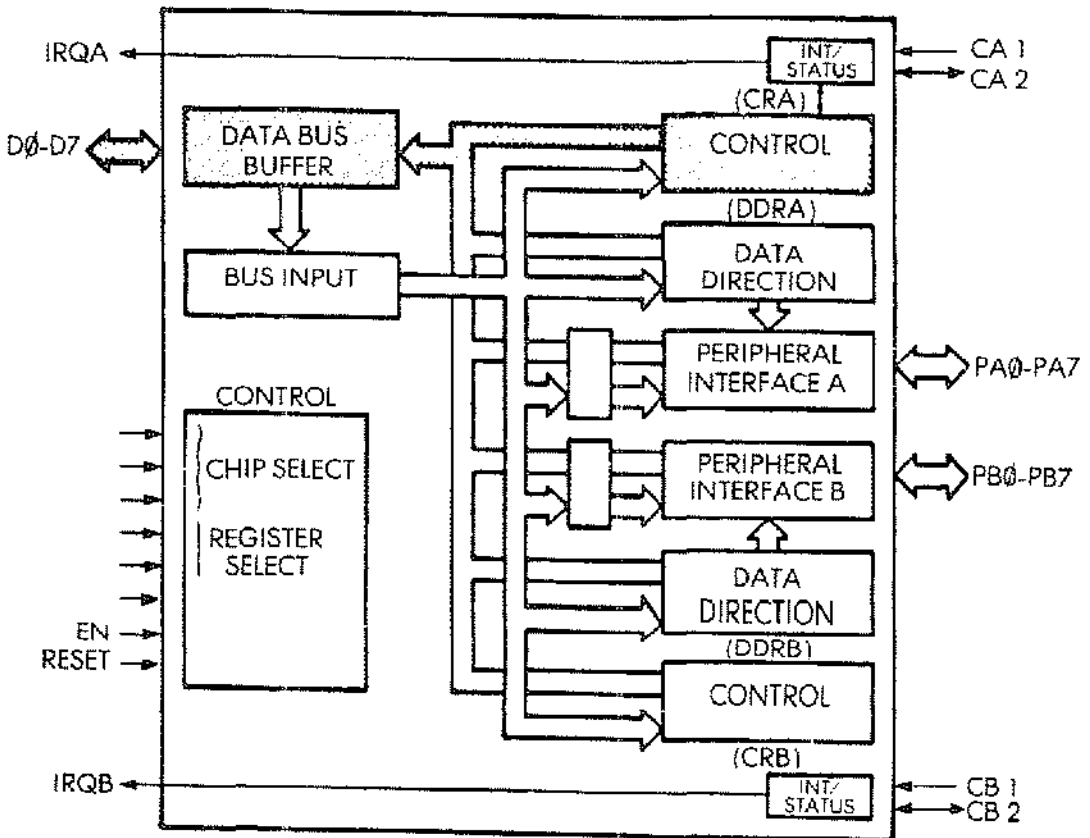 IRQA
INT/
STATUS
CA 1
CA 2
(CRA)
DØ-D7
DATA BUS
BUFFER
CONTROL
(DDRA)
BUS INPUT
DATA
DIRECTION
PERIPHERAL
INTERFACE A
PAØ-PA7
CONTROL
CHIP SELECT
REGISTER
SELECT
EN
RESET
PERIPHERAL
INTERFACE B
PBØ-PB7
DATA
DIRECTION
(DDRB)
CONTROL
(CRB)
IRQB
INT/
STATUS
CB 1
CB 2